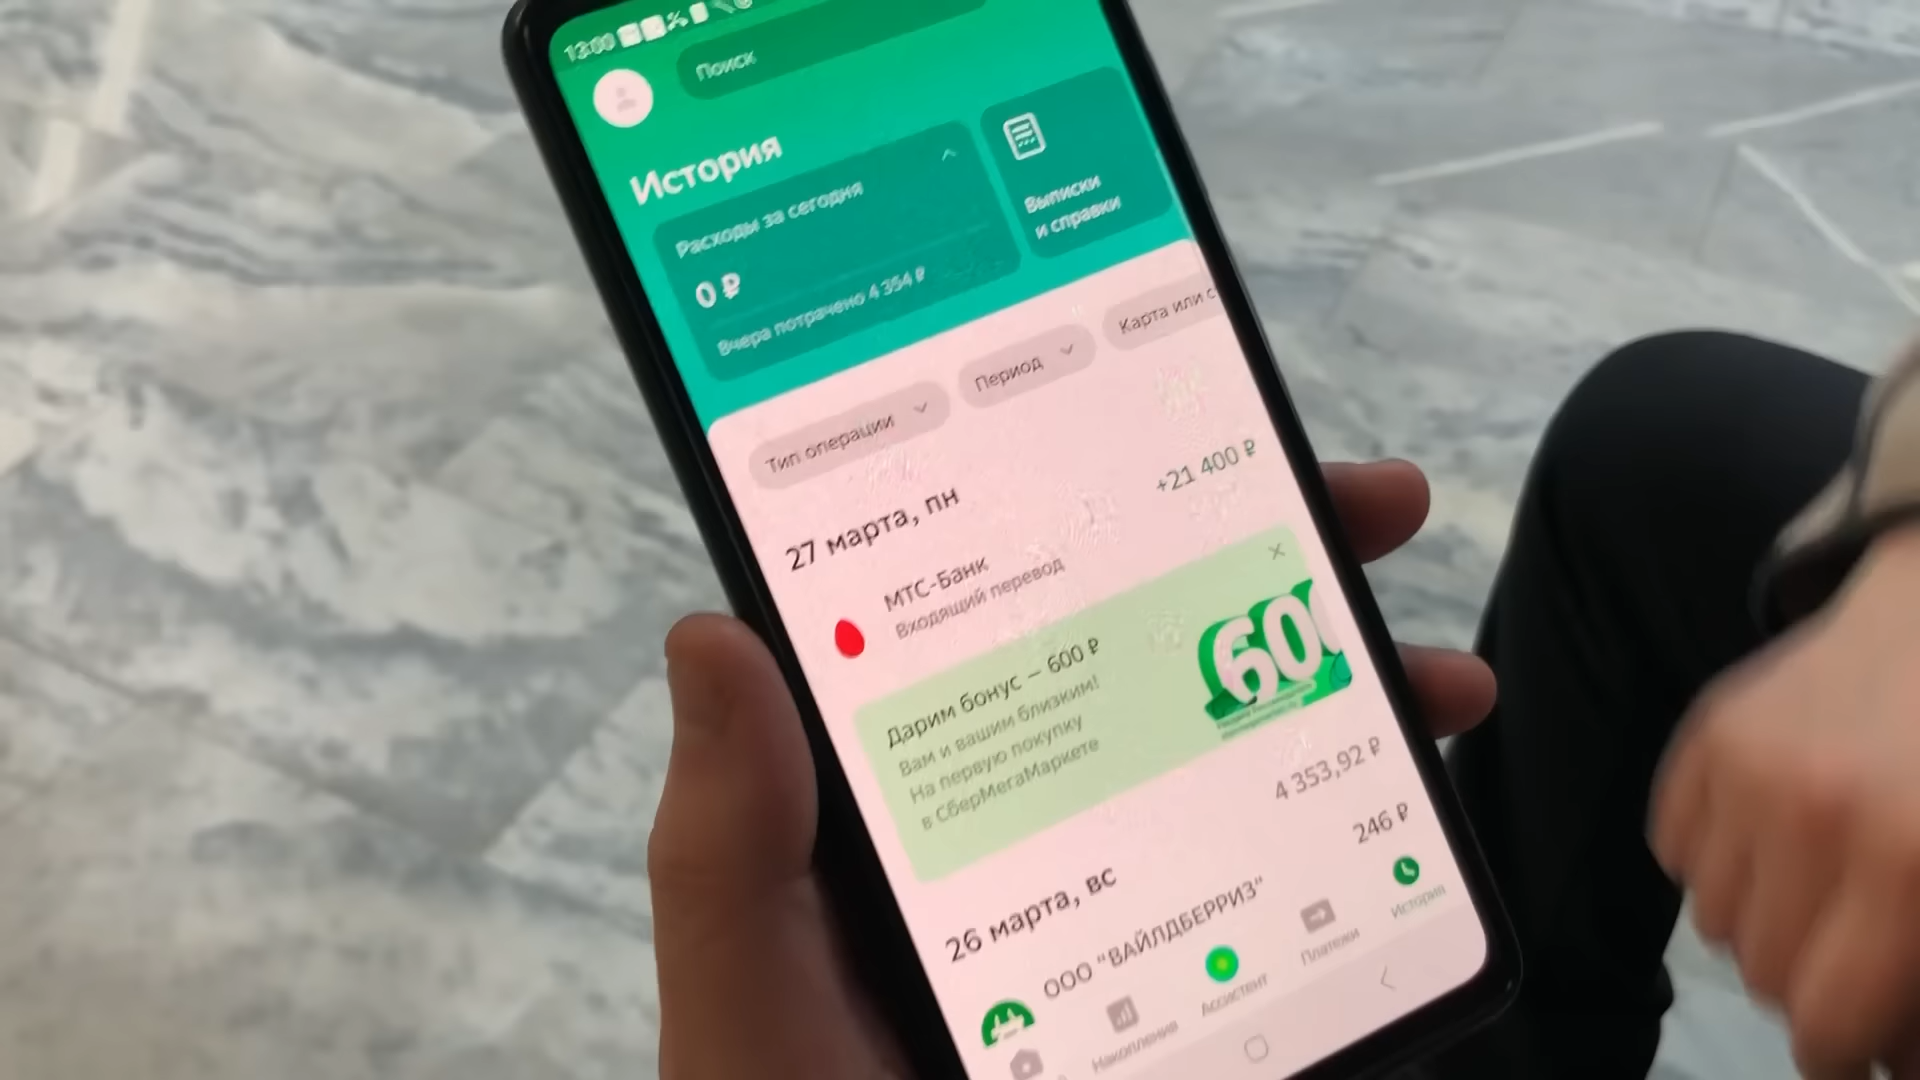 13:00
Поиск
История
Расходы за сегодня
0 ₽
Вчера потрачено 4 354 ₽
Выписки
и справки
Тип операции
Период
Карта или с
27 марта, пн
+21 400 ₽
МТС-Банк
Входящий перевод
Дарим бонус – 600 ₽
Вам и вашим близким!
На первую покупку
в СберМегаМаркете
600
26 марта, вс
4 353,92 ₽
ООО "ВАЙЛДБЕРРИЗ"
246 ₽
Накопления
Ассистент
Платежи
История